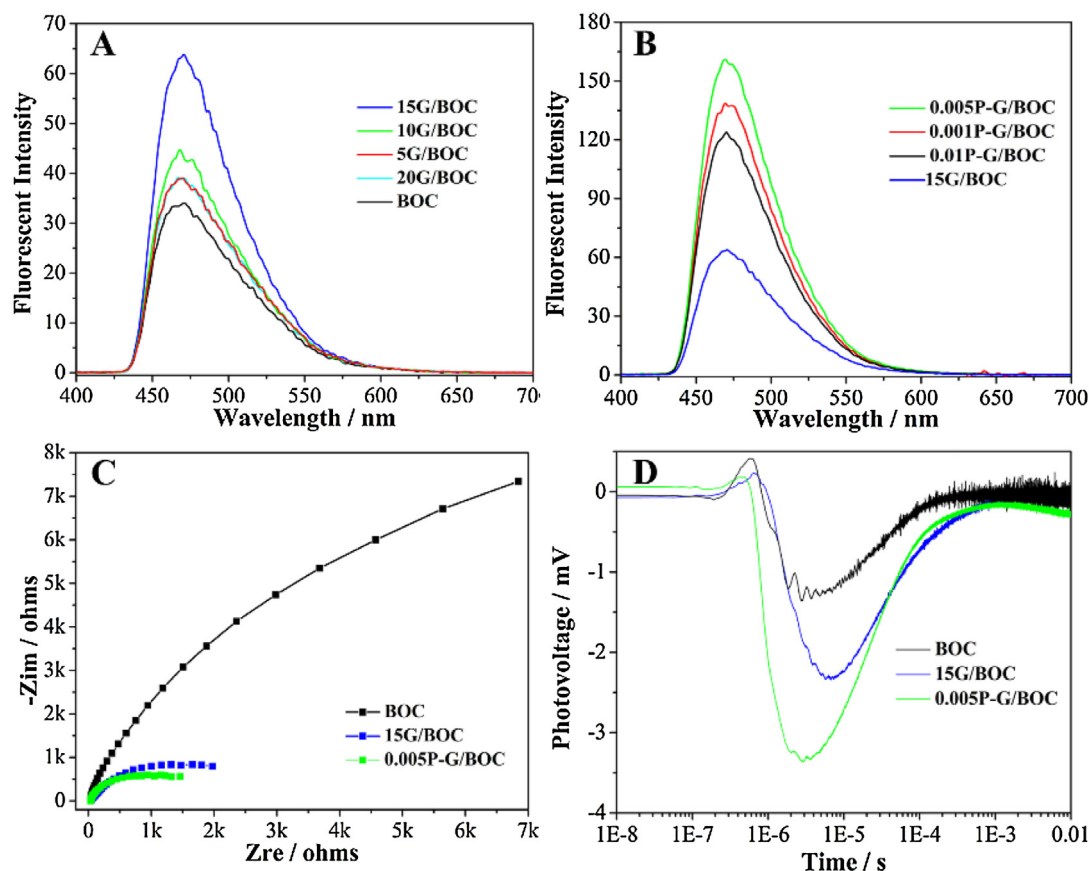 A
Fluorescent Intensity
70
60
50
40
30
20
10
0
15G/BOC
10G/BOC
5G/BOC
20G/BOC
BOC
400 450 500 550 600 650 700
Wavelength / nm
B
Fluorescent Intensity
180
150
120
90
60
30
0
0.005P-G/BOC
0.001P-G/BOC
0.01P-G/BOC
15G/BOC
400 450 500 550 600 650 700
Wavelength / nm
C
-Zim / ohms
8k
7k
6k
5k
4k
3k
2k
1k
0
BOC
15G/BOC
0.005P-G/BOC
0 1k 2k 3k 4k 5k 6k 7k
Zre / ohms
D
Photovoltage / mV
0
-1
-2
-3
-4
BOC
15G/BOC
0.005P-G/BOC
1E-8 1E-7 1E-6 1E-5 1E-4 1E-3 0.01
Time / s